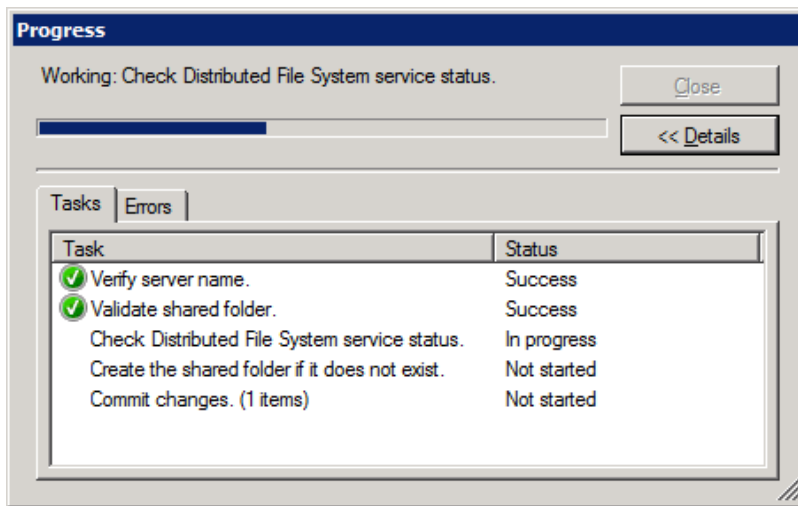 Progress
Working: Check Distributed File System service status.
Close
<< Details
Tasks Errors
Task Status
Verify server name. Success
Validate shared folder. Success
Check Distributed File System service status. In progress
Create the shared folder if it does not exist. Not started
Commit changes. (1 items) Not started